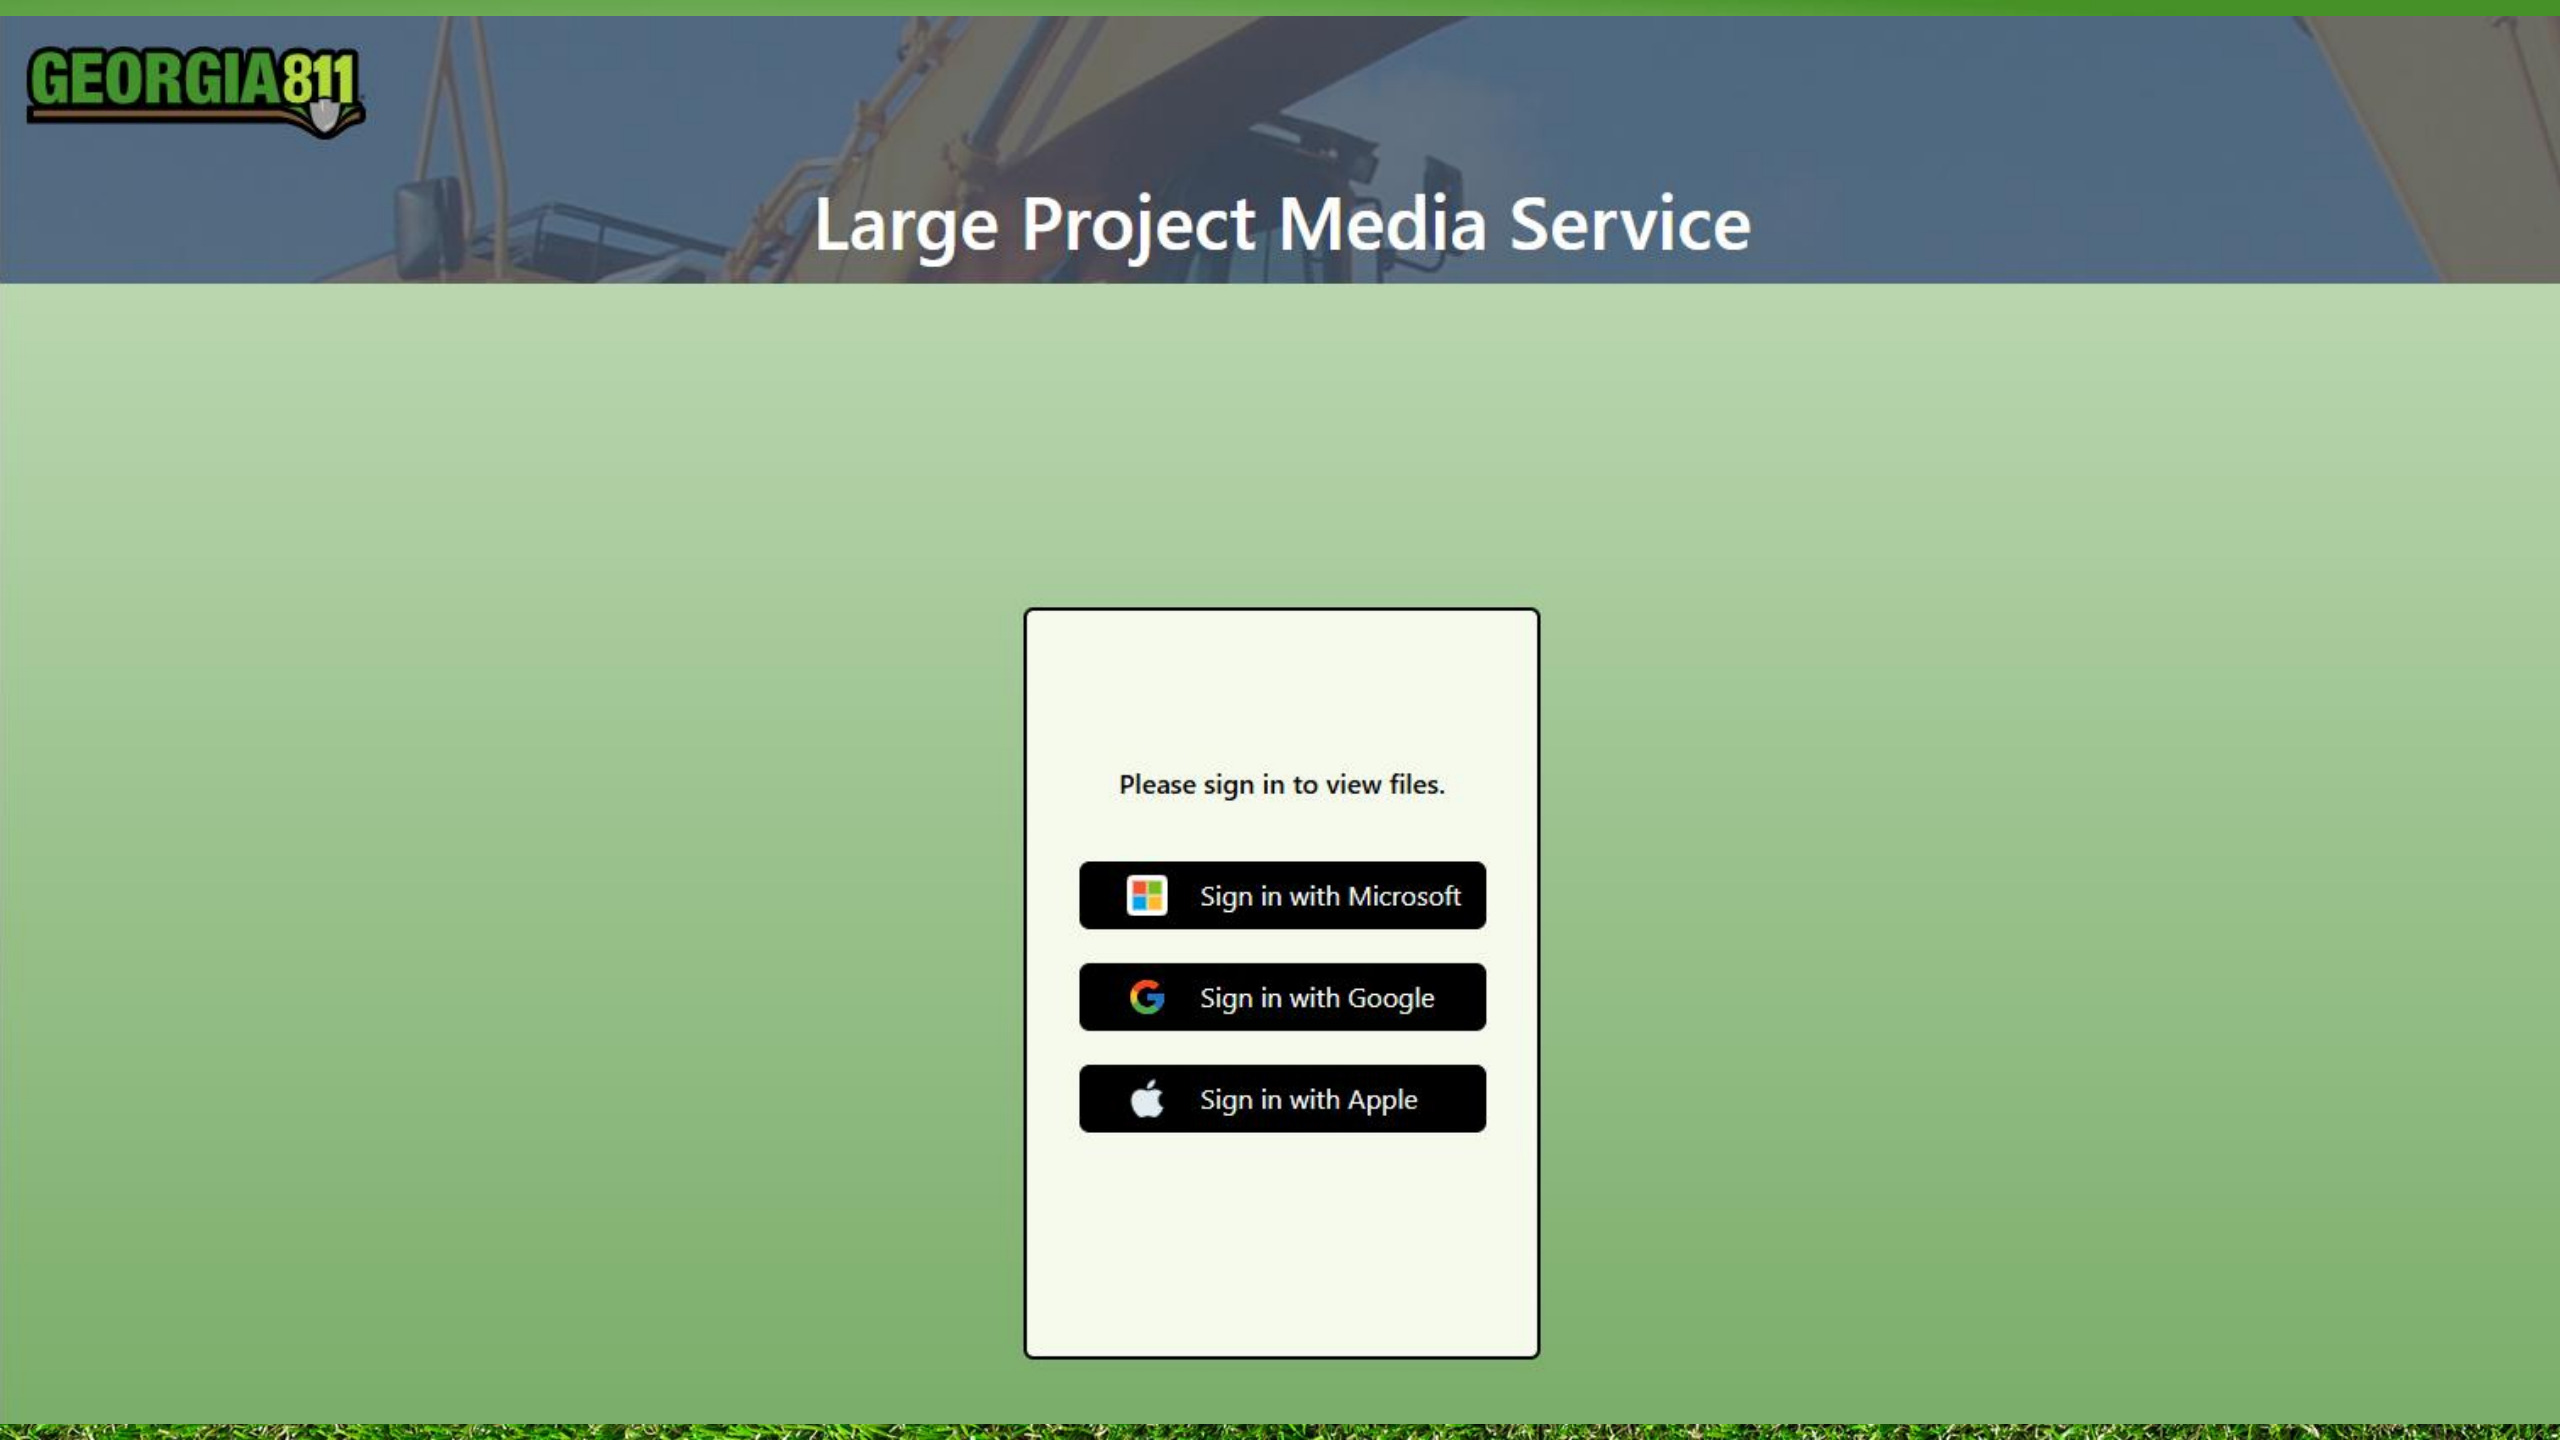 GEORGIA811
Large Project Media Service
Please sign in to view files.
Sign in with Microsoft
Sign in with Google
Sign in with Apple